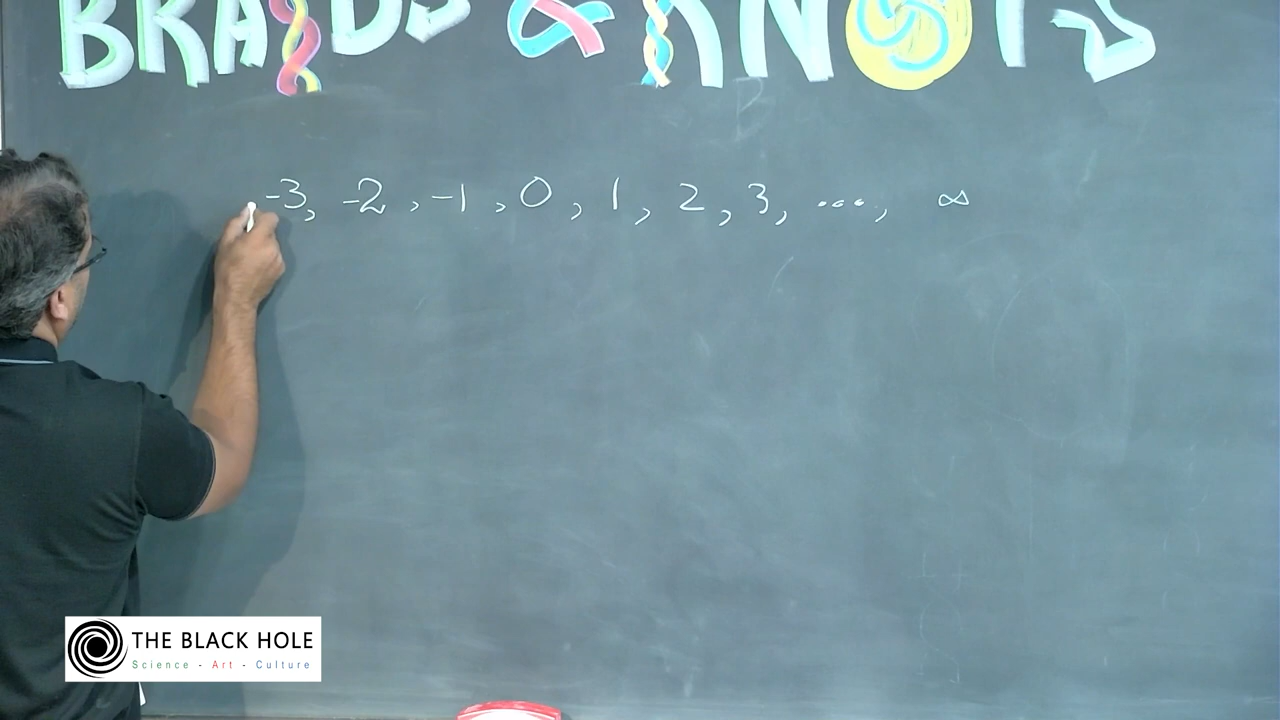 BRAIDS & KNOTS
-3, -2, -1, 0, 1, 2, 3, ..., ∞
THE BLACK HOLE
Science - Art - Culture